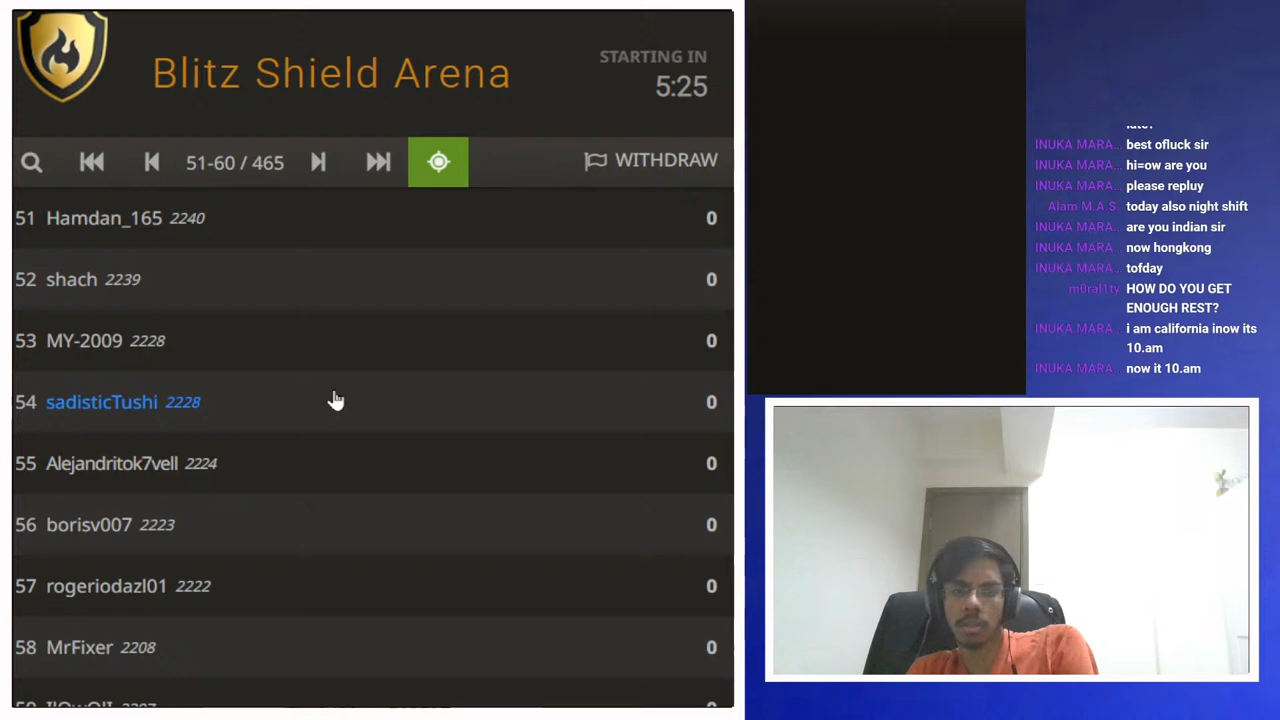 Blitz Shield Arena
STARTING IN
5:25
51-60 / 465
WITHDRAW
51 Hamdan_165 2240 0
52 shach 2239 0
53 MY-2009 2228 0
54 sadisticTushi 2228 0
55 Alejandritok7vell 2224 0
56 borisv007 2223 0
57 rogeriodazl01 2222 0
58 MrFixer 2208 0
INUKA MARA... best ofluck sir
INUKA MARA... hi=ow are you
INUKA MARA... please repluy
Alam M.A.S. today also night shift
INUKA MARA... are you indian sir
INUKA MARA... now hongkong
INUKA MARA... tofday
m0ral1ty HOW DO YOU GET
ENOUGH REST?
INUKA MARA... i am california inow its
10.am
INUKA MARA... now it 10.am